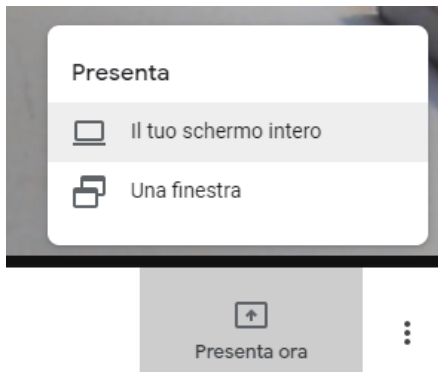 Presenta
Il tuo schermo intero
Una finestra
Presenta ora